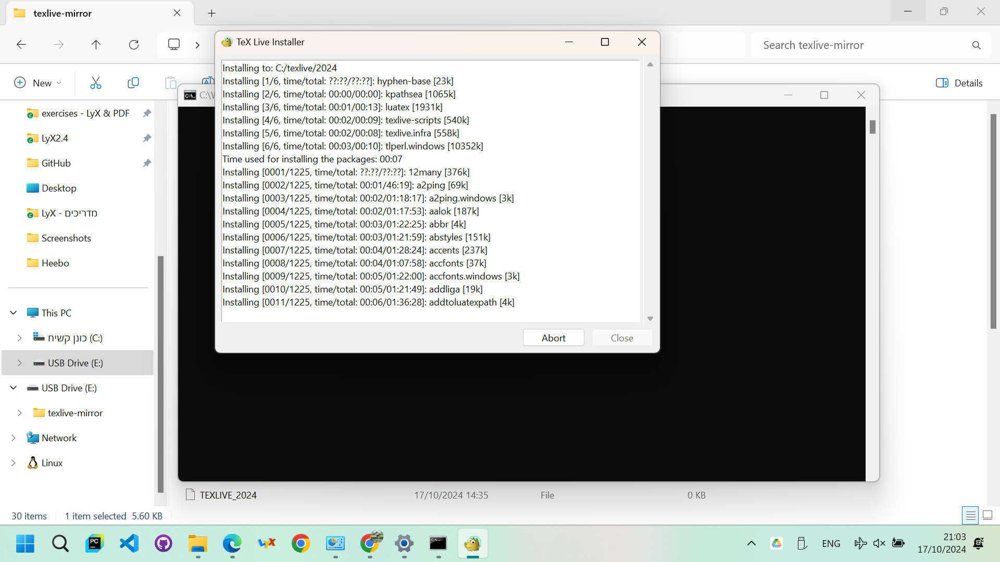 texlive-mirror
Search texlive-mirror
New
Details
TeX Live Installer
Installing to: C:/texlive/2024
Installing [1/6, time/total: ??:??/??:??]: hyphen-base [23k]
Installing [2/6, time/total: 00:00/00:00]: kpathsea [1065k]
Installing [3/6, time/total: 00:01/00:13]: luatex [1931k]
Installing [4/6, time/total: 00:02/00:09]: texlive-scripts [540k]
Installing [5/6, time/total: 00:02/00:08]: texlive.infra [558k]
Installing [6/6, time/total: 00:03/00:10]: tlperl.windows [10352k]
Time used for installing the packages: 00:07
Installing [0001/1225, time/total: ??:??/??:??]: 12many [376k]
Installing [0002/1225, time/total: 00:01/46:19]: a2ping [69k]
Installing [0003/1225, time/total: 00:02/01:18:17]: a2ping.windows [3k]
Installing [0004/1225, time/total: 00:02/01:17:53]: aalok [187k]
Installing [0005/1225, time/total: 00:03/01:22:25]: abbr [4k]
Installing [0006/1225, time/total: 00:03/01:21:59]: abstyles [151k]
Installing [0007/1225, time/total: 00:04/01:28:24]: accents [237k]
Installing [0008/1225, time/total: 00:04/01:07:58]: accfonts [37k]
Installing [0009/1225, time/total: 00:05/01:22:00]: accfonts.windows [3k]
Installing [0010/1225, time/total: 00:05/01:21:49]: addliga [19k]
Installing [0011/1225, time/total: 00:06/01:36:28]: addtoluatexpath [4k]
Abort
Close
C:\
exercises - LyX & PDF
LyX2.4
GitHub
Desktop
LyX - מדריכים
Screenshots
Heebo
This PC
כונן קשיח (C:)
USB Drive (E:)
USB Drive (E:)
texlive-mirror
Network
Linux
TEXLIVE_2024 17/10/2024 14:35 File 0 KB
30 items 1 item selected 5.60 KB
ENG
21:03
17/10/2024